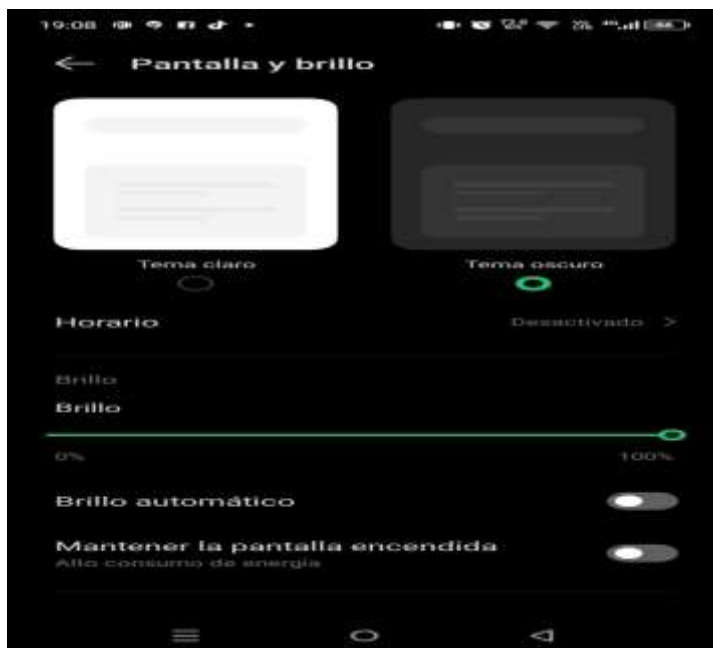 19:08
Pantalla y brillo
Tema claro
Tema oscuro
Horario
Desactivado >
Brillo
Brillo
0%
100%
Brillo automático
Mantener la pantalla encendida
Alto consumo de energía